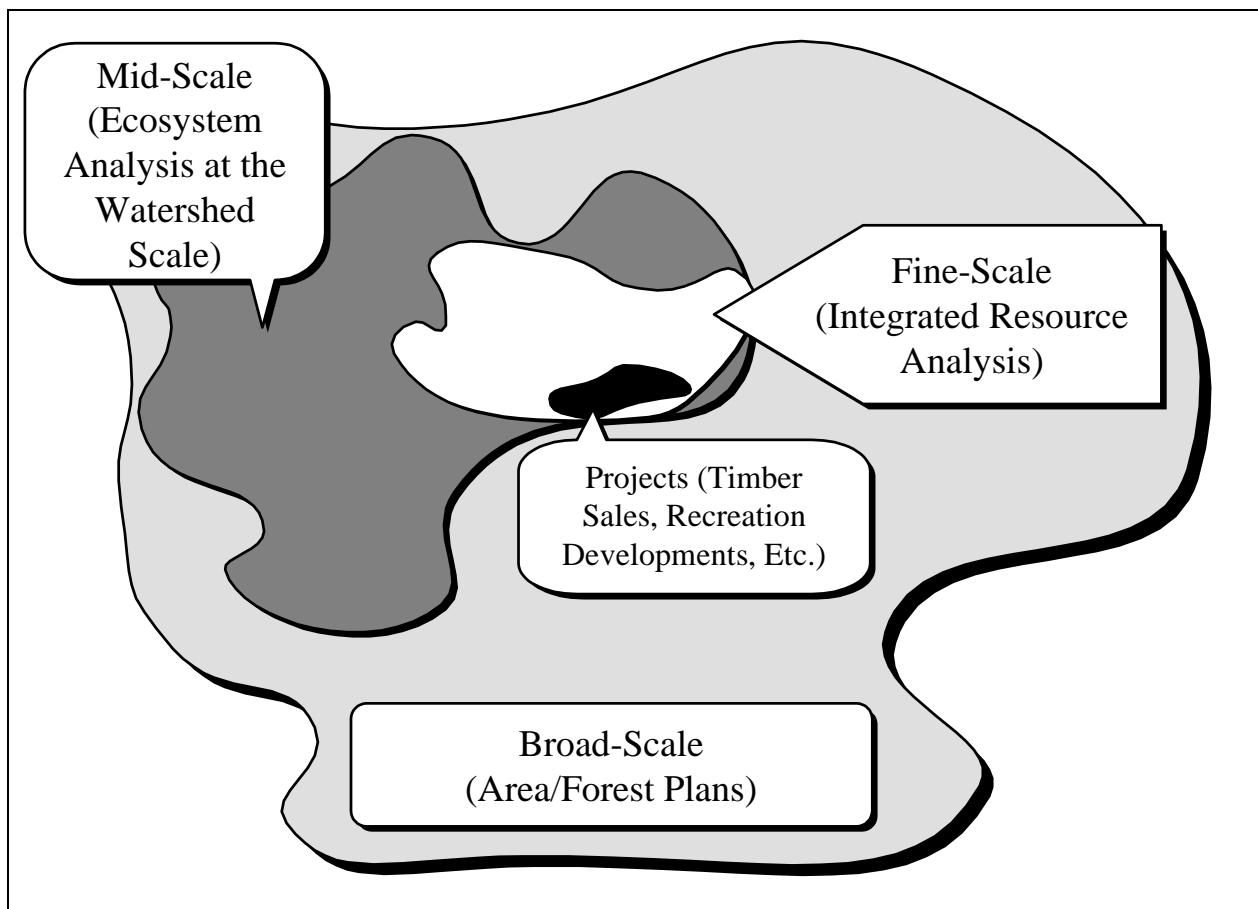 Mid-Scale
(Ecosystem
Analysis at the
Watershed
Scale)
Fine-Scale
(Integrated Resource
Analysis)
Projects (Timber
Sales, Recreation
Developments, Etc.)
Broad-Scale
(Area/Forest Plans)